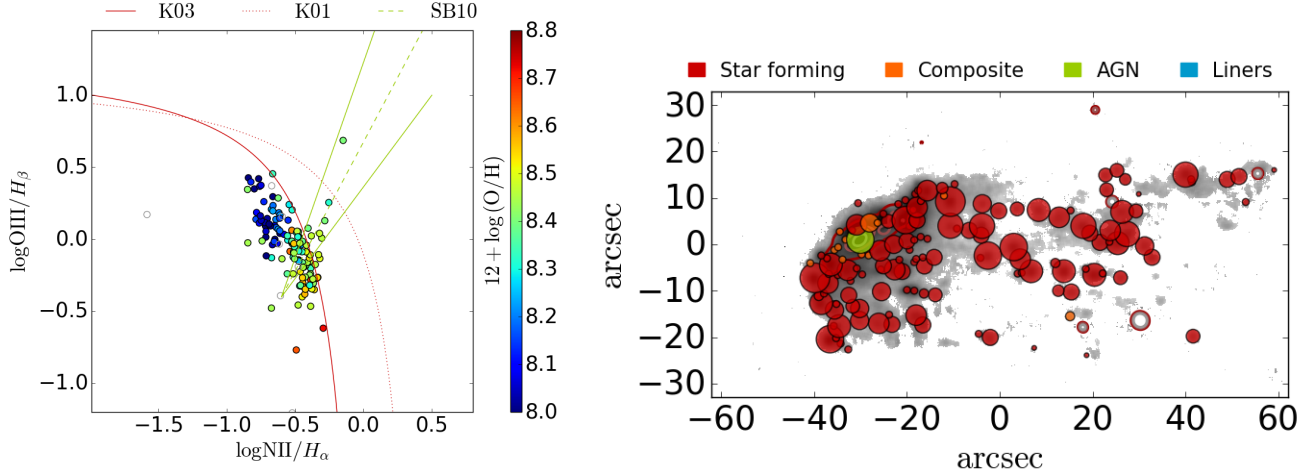 K03 K01 SB10
1.0
0.5
0.0
−0.5
−1.0
−1.5 −1.0 −0.5 0.0 0.5
logNII/Hα
logOIII/Hβ
8.8
8.7
8.6
8.5
8.4
8.3
8.2
8.1
8.0
12 + log (O/H)
Star forming Composite AGN Liners
30
20
10
0
−10
−20
−30
−60 −40 −20 0 20 40 60
arcsec
arcsec